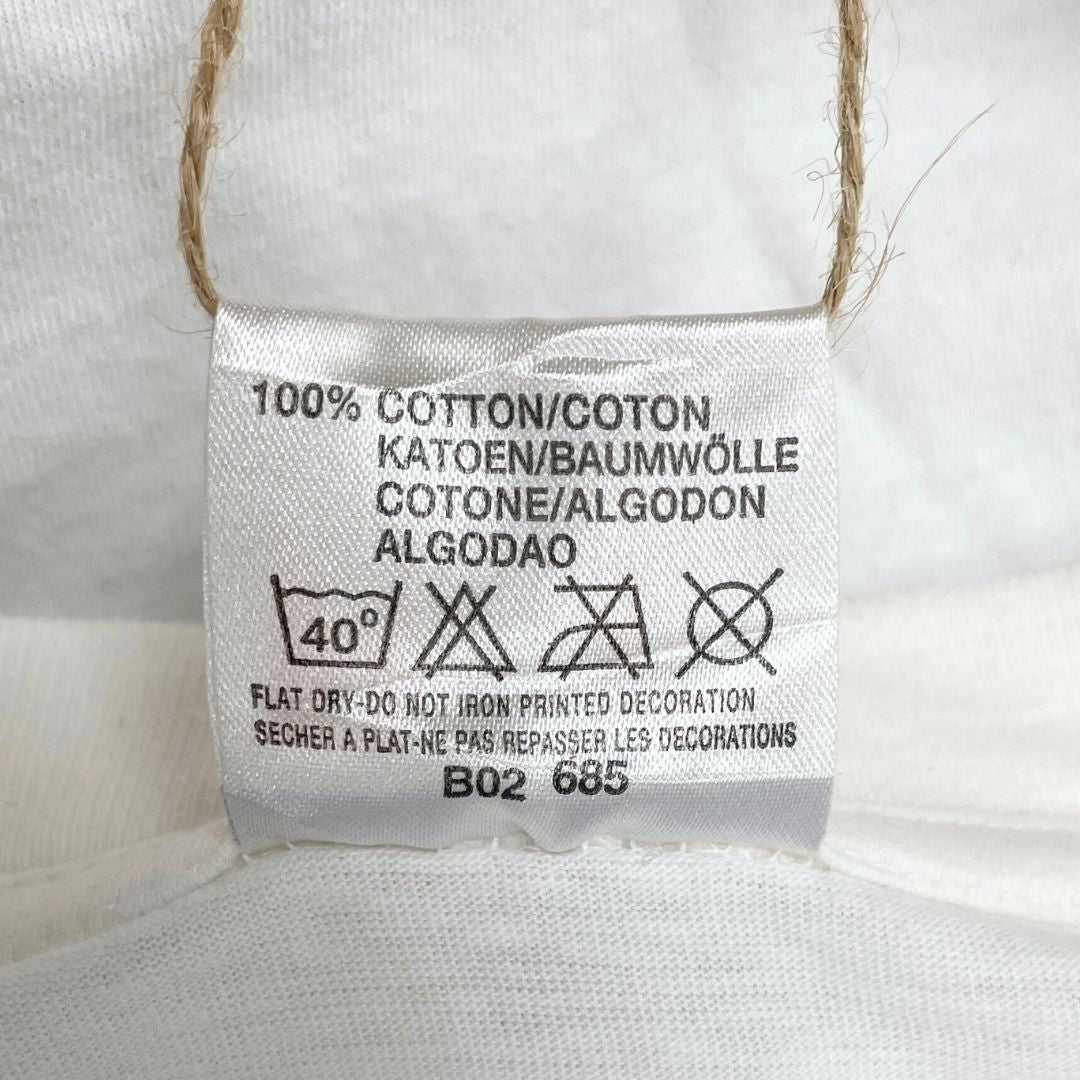 100% COTTON/COTON
KATOEN/BAUMWÖLLE
COTONE/ALGODON
ALGODAO
40°
FLAT DRY-DO NOT IRON PRINTED DECORATION
SECHER A PLAT-NE PAS REPASSER LES DECORATIONS
B02 685